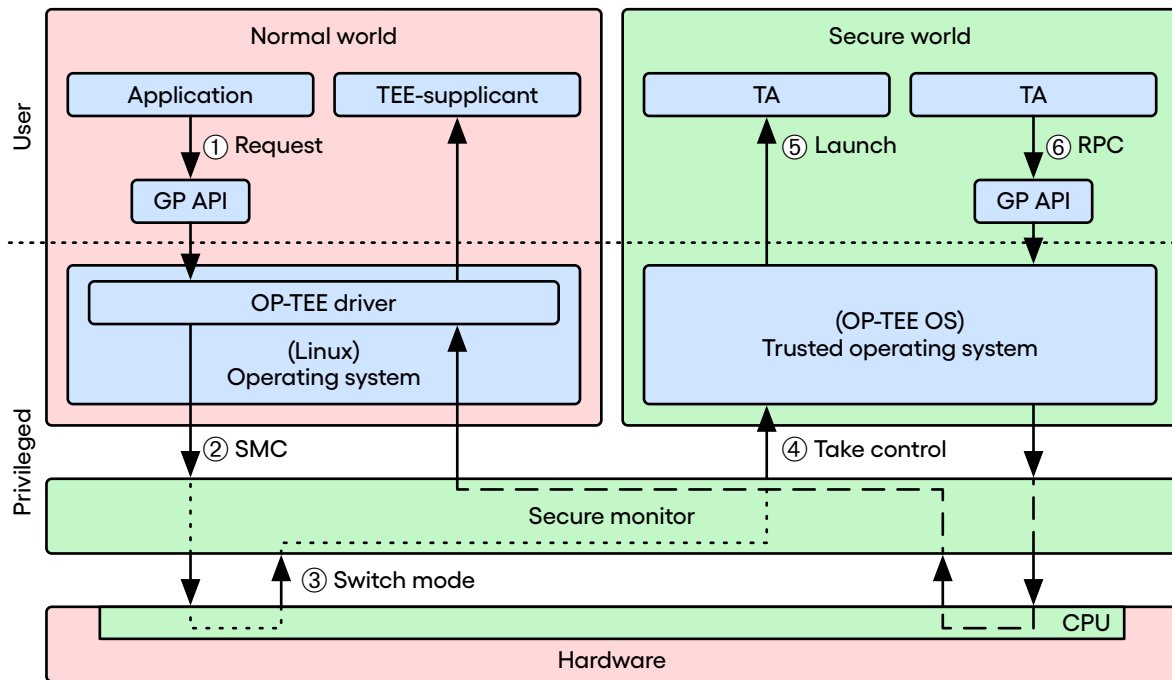 Normal world
Secure world
User
Application
TEE-supplicant
TA
TA
① Request
⑤ Launch
⑥ RPC
GP API
GP API
OP-TEE driver
(Linux)
Operating system
(OP-TEE OS)
Trusted operating system
Privileged
② SMC
④ Take control
Secure monitor
③ Switch mode
CPU
Hardware